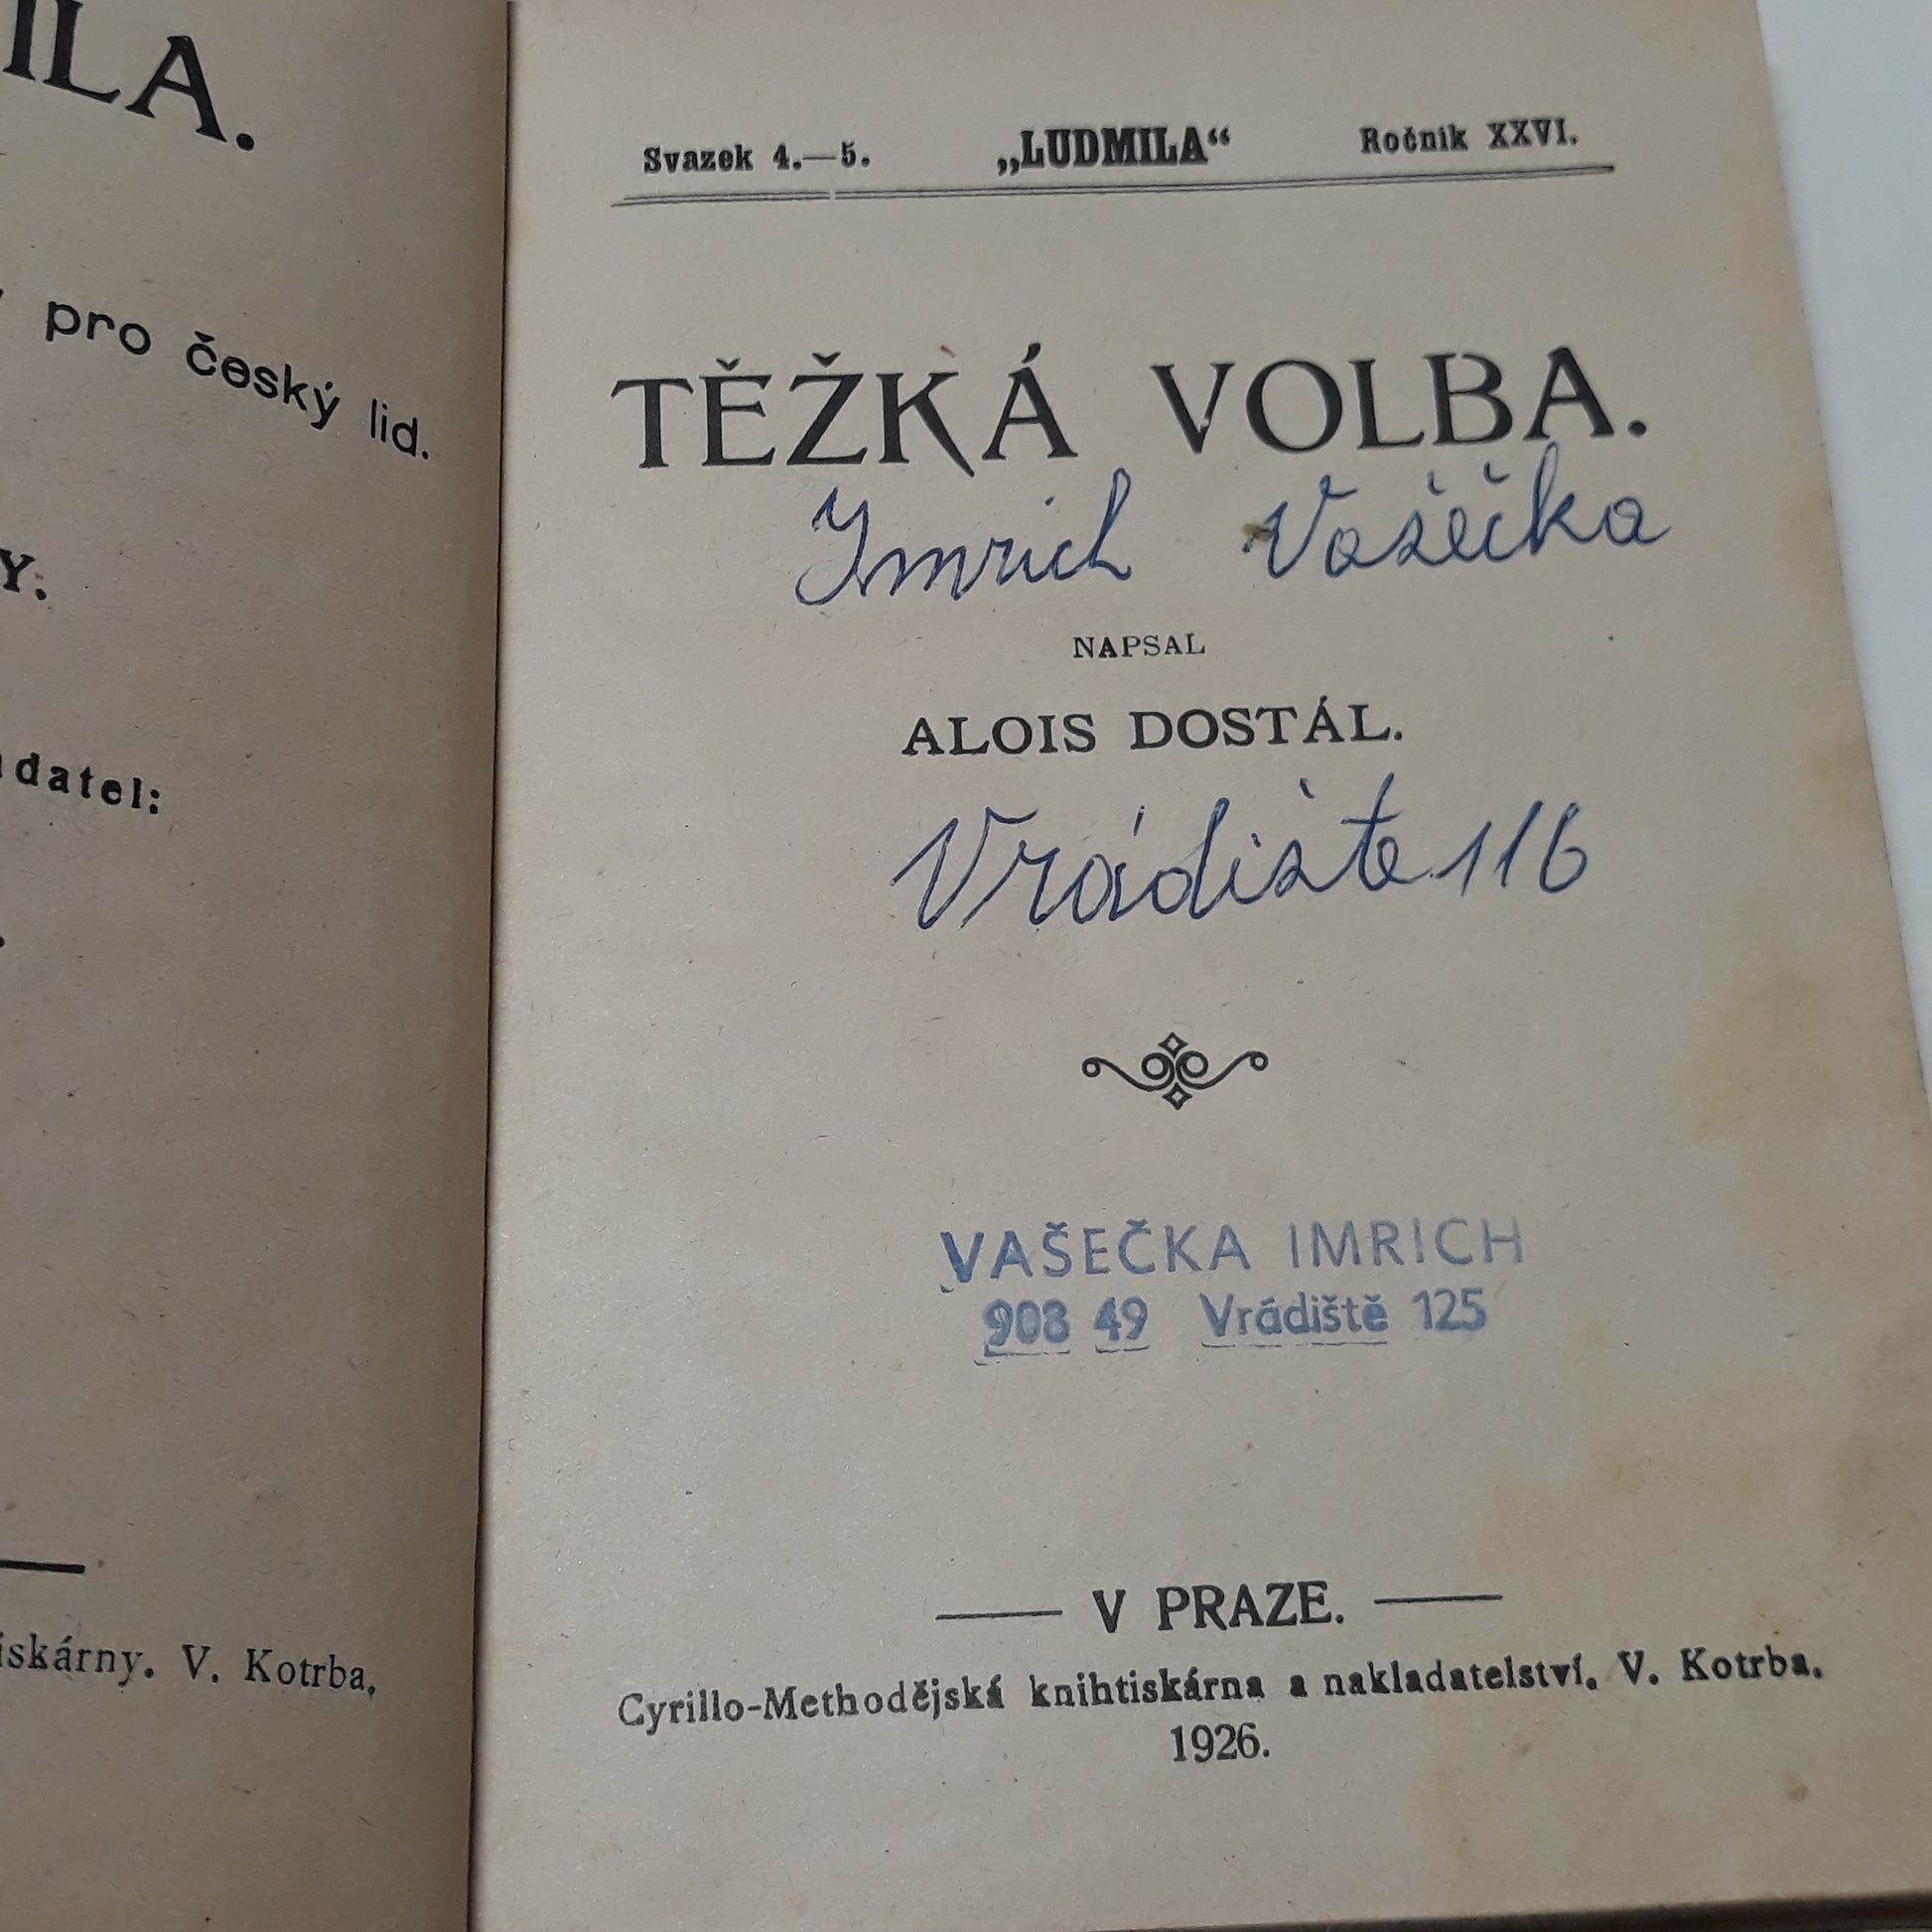 ILA.
pro český lid.
Y.
datel:
iskárny. V. Kotrba,
Svazek 4.—5. „LUDMILA“ Ročník XXVI.
TĚŽKÁ VOLBA.
Imrich Vašečka
NAPSAL
ALOIS DOSTÁL.
Vrádište 116
VAŠEČKA IMRICH
908 49 Vrádiště 125
V PRAZE.
Cyrillo-Methodějská knihtiskárna a nakladatelství. V. Kotrba.
1926.